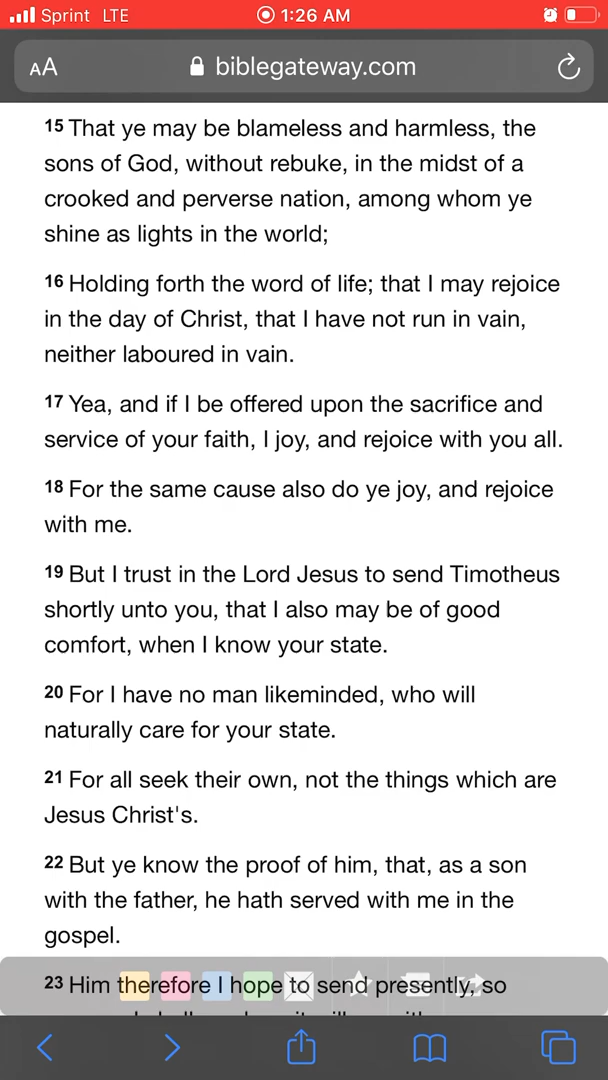 Sprint LTE 1:26 AM
AA biblegateway.com
15 That ye may be blameless and harmless, the
sons of God, without rebuke, in the midst of a
crooked and perverse nation, among whom ye
shine as lights in the world;
16 Holding forth the word of life; that I may rejoice
in the day of Christ, that I have not run in vain,
neither laboured in vain.
17 Yea, and if I be offered upon the sacrifice and
service of your faith, I joy, and rejoice with you all.
18 For the same cause also do ye joy, and rejoice
with me.
19 But I trust in the Lord Jesus to send Timotheus
shortly unto you, that I also may be of good
comfort, when I know your state.
20 For I have no man likeminded, who will
naturally care for your state.
21 For all seek their own, not the things which are
Jesus Christ's.
22 But ye know the proof of him, that, as a son
with the father, he hath served with me in the
gospel.
23 Him therefore I hope to send presently, so